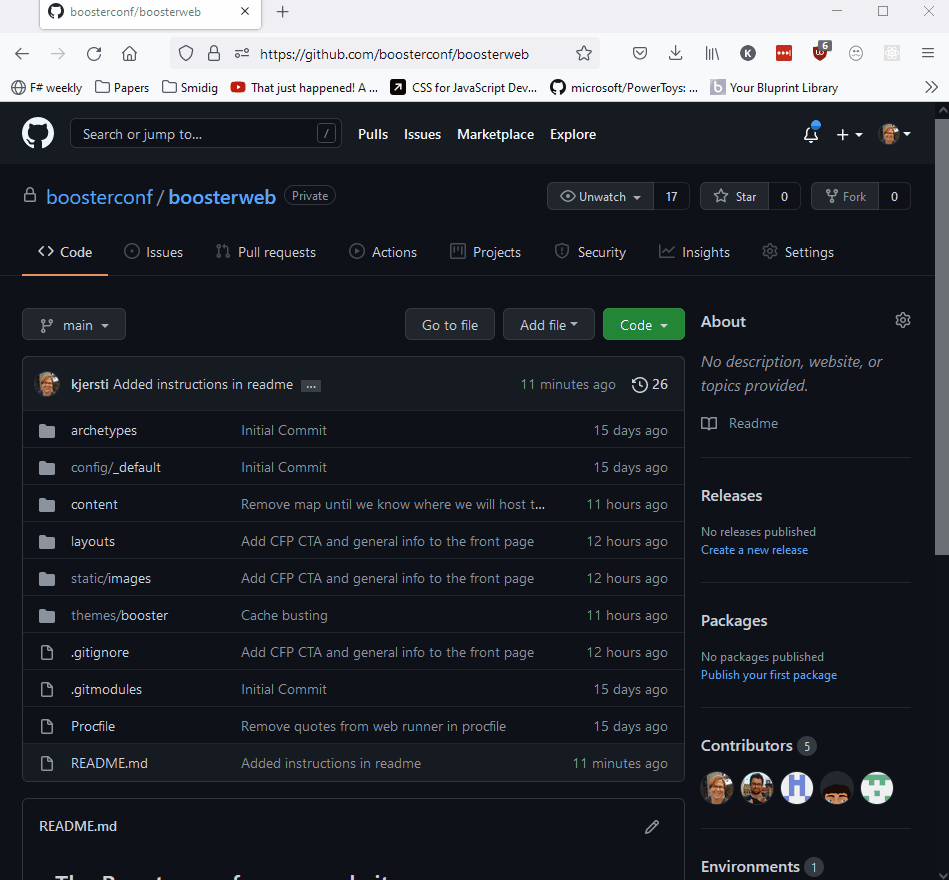 boosterconf/boosterweb
https://github.com/boosterconf/boosterweb
K
6
F# weekly
Papers
Smidig
That just happened! A ...
CSS for JavaScript Dev...
microsoft/PowerToys: ...
b
Your Bluprint Library
Search or jump to...
/
Pulls
Issues
Marketplace
Explore
boosterconf / boosterweb
Private
Unwatch
17
Star
0
Fork
0
Code
Issues
Pull requests
Actions
Projects
Security
Insights
Settings
main
Go to file
Add file
Code
kjersti Added instructions in readme ...
11 minutes ago
26
archetypes Initial Commit 15 days ago
config/_default Initial Commit 15 days ago
content Remove map until we know where we will host t... 11 hours ago
layouts Add CFP CTA and general info to the front page 12 hours ago
static/images Add CFP CTA and general info to the front page 12 hours ago
themes/booster Cache busting 11 hours ago
.gitignore Add CFP CTA and general info to the front page 12 hours ago
.gitmodules Initial Commit 15 days ago
Procfile Remove quotes from web runner in procfile 15 days ago
README.md Added instructions in readme 11 minutes ago
README.md
About
No description, website, or
topics provided.
Readme
Releases
No releases published
Create a new release
Packages
No packages published
Publish your first package
Contributors 5
Environments 1